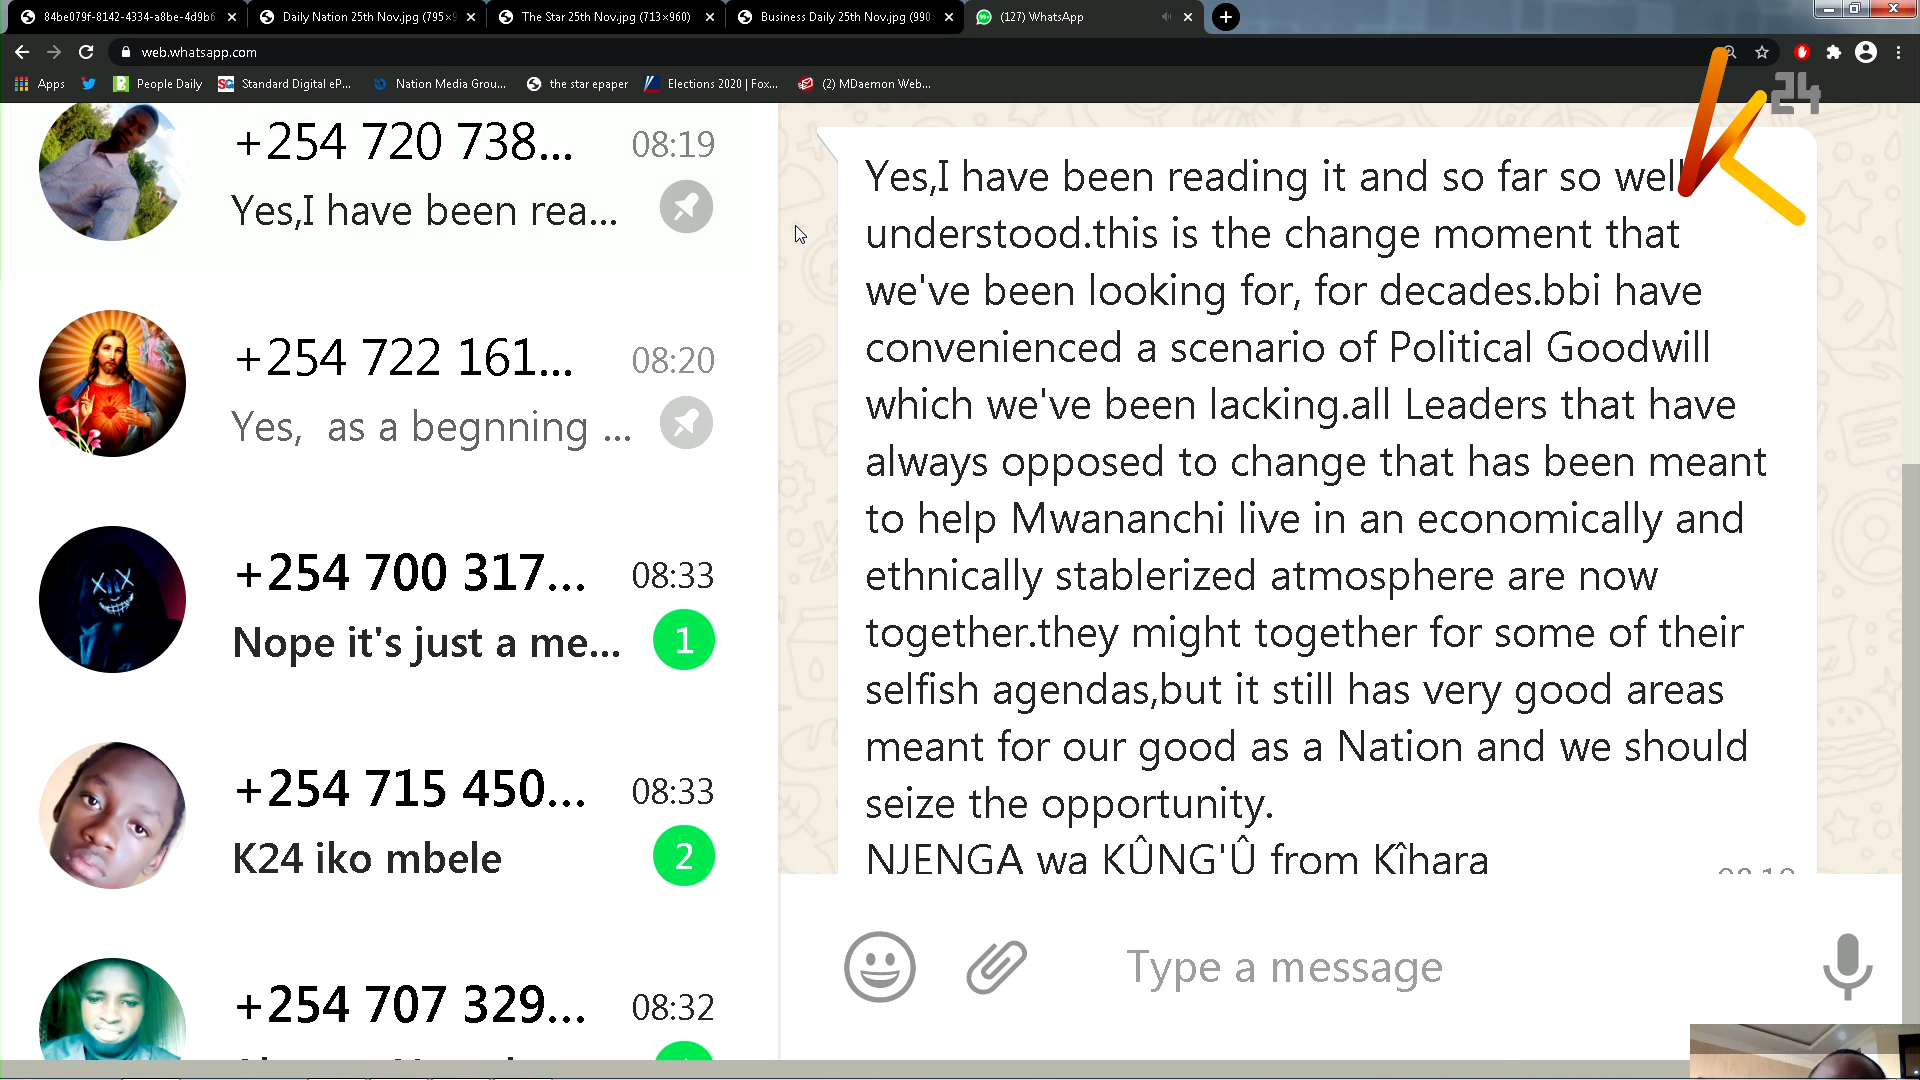 84be079f-8142-4334-a8be-4d9b6
Daily Nation 25th Nov.jpg (795×9
The Star 25th Nov.jpg (713×960)
Business Daily 25th Nov.jpg (990
(127) WhatsApp
web.whatsapp.com
Apps
People Daily
Standard Digital eP...
Nation Media Grou...
the star epaper
Elections 2020 | Fox...
(2) MDaemon Web...
24
+254 720 738... 08:19
Yes,I have been rea...
+254 722 161... 08:20
Yes,  as a begnning ...
+254 700 317... 08:33
Nope it's just a me... 1
+254 715 450... 08:33
K24 iko mbele 2
+254 707 329... 08:32
Yes,I have been reading it and so far so well
understood.this is the change moment that
we've been looking for, for decades.bbi have
convenienced a scenario of Political Goodwill
which we've been lacking.all Leaders that have
always opposed to change that has been meant
to help Mwananchi live in an economically and
ethnically stablerized atmosphere are now
together.they might together for some of their
selfish agendas,but it still has very good areas
meant for our good as a Nation and we should
seize the opportunity.
NJENGA wa KÛNG'Û from Kîhara
Type a message